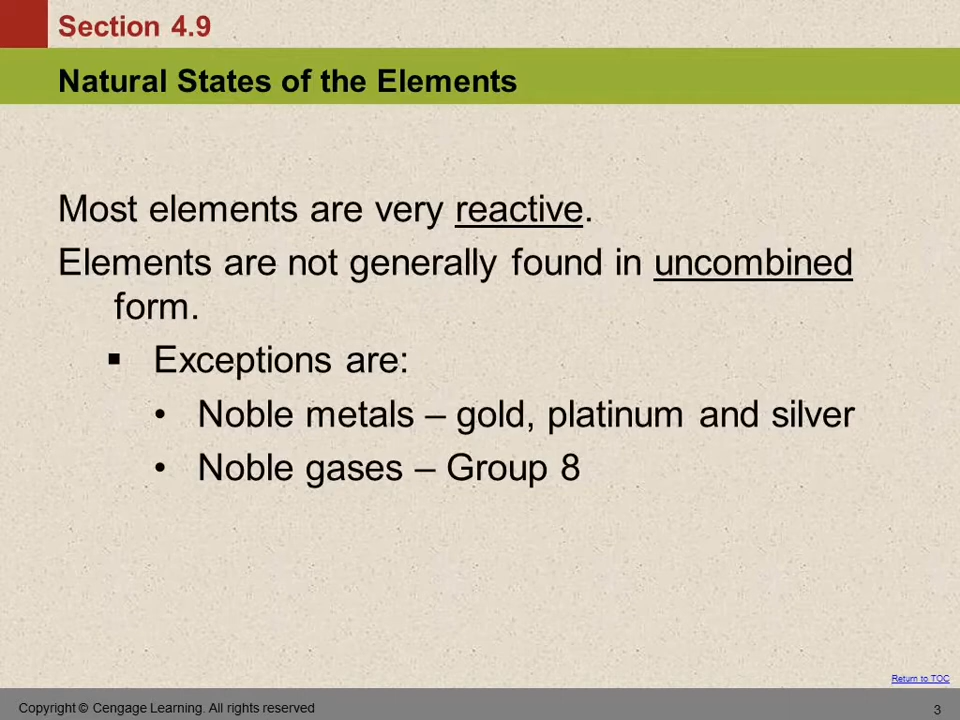 Section 4.9
Natural States of the Elements
Most elements are very reactive.
Elements are not generally found in uncombined
form.
▪ Exceptions are:
• Noble metals – gold, platinum and silver
• Noble gases – Group 8
Return to TOC
Copyright © Cengage Learning. All rights reserved
3